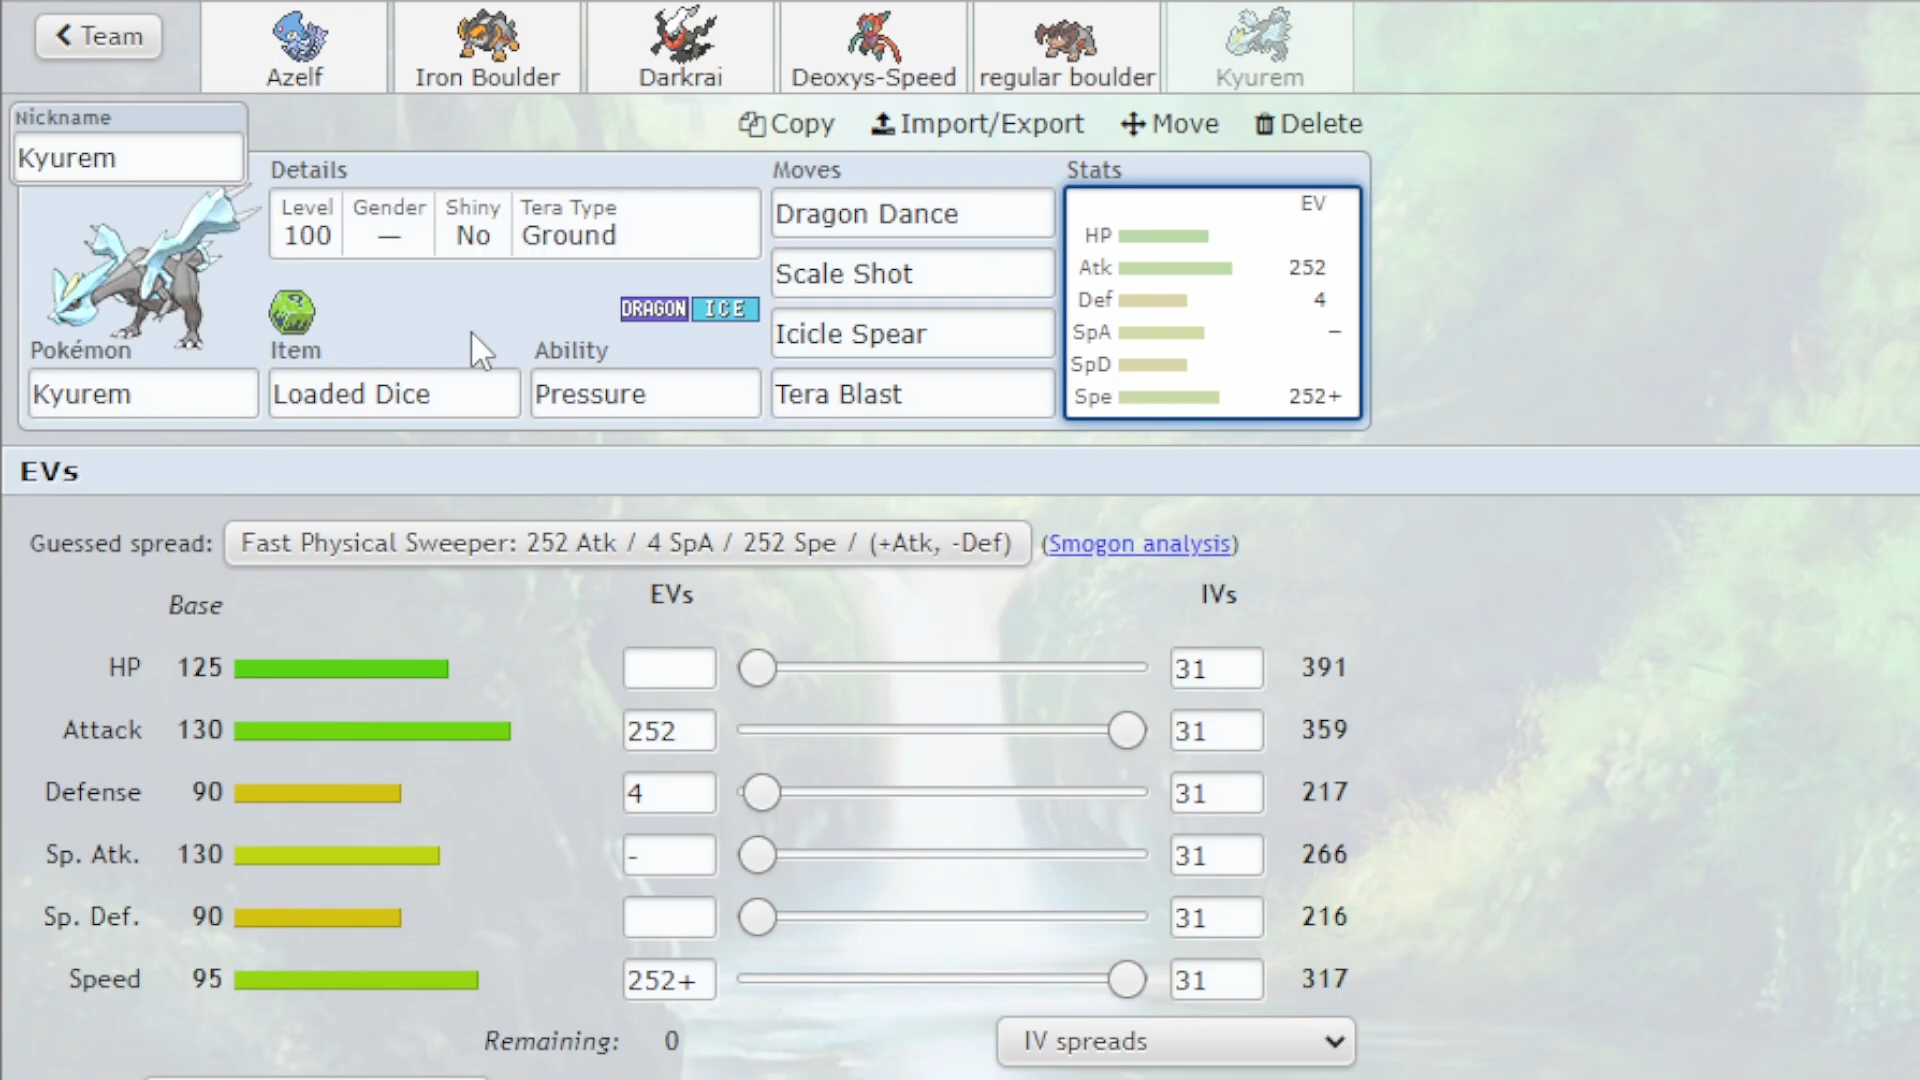 Team
Azelf
Iron Boulder
Darkrai
Deoxys-Speed
regular boulder
Kyurem
Copy
Import/Export
Move
Delete
Nickname
Kyurem
Details
Level
Gender
Shiny
Tera Type
100
—
No
Ground
DRAGON
ICE
Pokémon
Item
Ability
Kyurem
Loaded Dice
Pressure
Moves
Dragon Dance
Scale Shot
Icicle Spear
Tera Blast
Stats
EV
HP
Atk 252
Def 4
SpA –
SpD
Spe 252+
EVs
Guessed spread: Fast Physical Sweeper: 252 Atk / 4 SpA / 252 Spe / (+Atk, -Def) (Smogon analysis)
Base EVs IVs
HP 125 31 391
Attack 130 252 31 359
Defense 90 4 31 217
Sp. Atk. 130 - 31 266
Sp. Def. 90 31 216
Speed 95 252+ 31 317
Remaining: 0
IV spreads